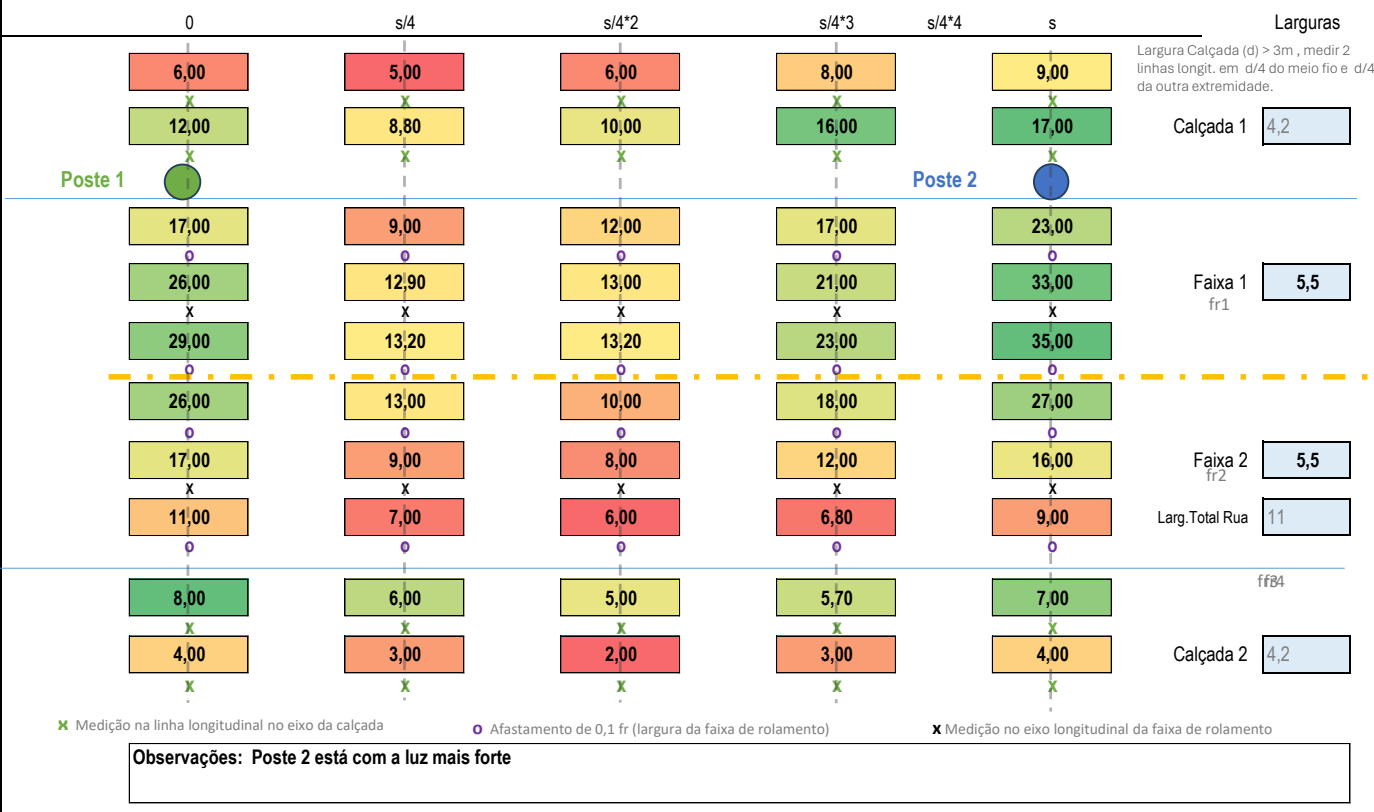 0 s/4 s/4*2 s/4*3 s/4*4 s Larguras
Largura Calçada (d) > 3m , medir 2
linhas longit. em d/4 do meio fio e d/4
da outra extremidade.
6,00 5,00 6,00 8,00 9,00
x x x x x
12,00 8,80 10,00 16,00 17,00 Calçada 1 4,2
x x x x x
Poste 1 Poste 2
17,00 9,00 12,00 17,00 23,00
o o o o o
26,00 12,90 13,00 21,00 33,00 Faixa 1 5,5
fr1
x x x x x
29,00 13,20 13,20 23,00 35,00
o o o o o
26,00 13,00 10,00 18,00 27,00
o o o o o
17,00 9,00 8,00 12,00 16,00 Faixa 2 5,5
fr2
x x x x x
11,00 7,00 6,00 6,80 9,00 Larg.Total Rua 11
o o o o o
8,00 6,00 5,00 5,70 7,00
x x x x x
4,00 3,00 2,00 3,00 4,00 Calçada 2 4,2
x x x x x
x Medição na linha longitudinal no eixo da calçada o Afastamento de 0,1 fr (largura da faixa de rolamento) x Medição no eixo longitudinal da faixa de rolamento
Observações: Poste 2 está com a luz mais forte